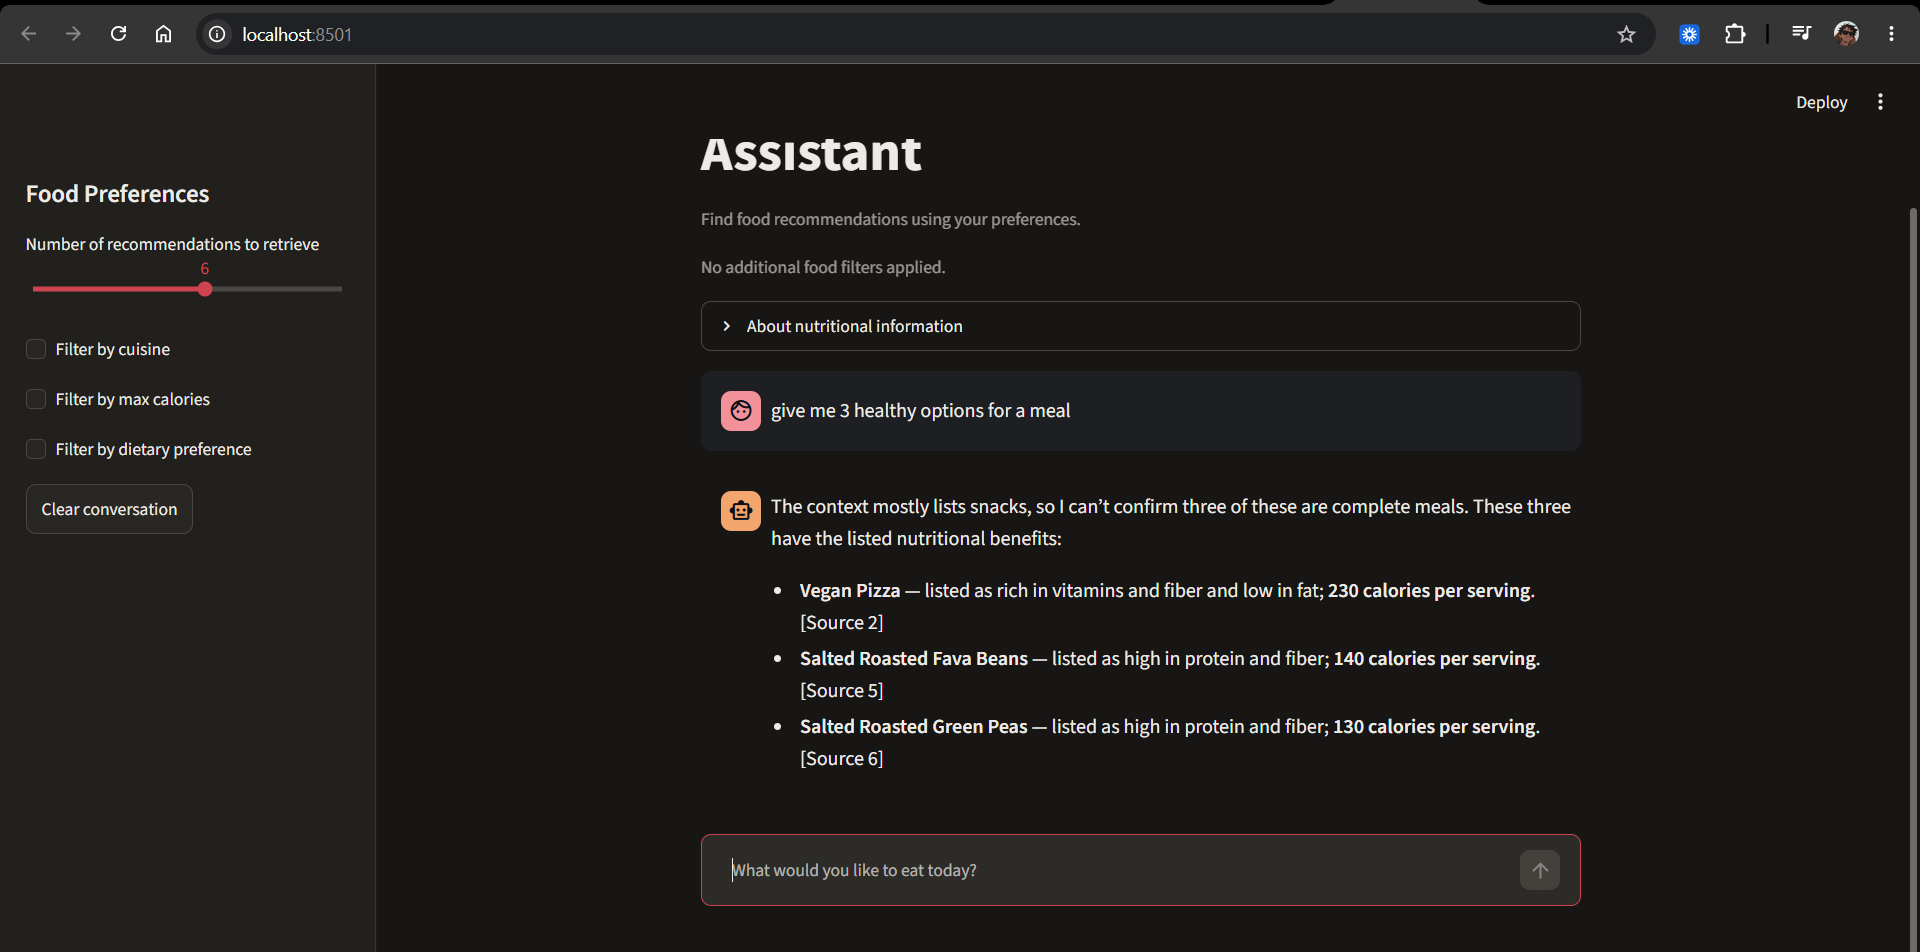 localhost:8501
Deploy
Food Preferences
Number of recommendations to retrieve
6
Filter by cuisine
Filter by max calories
Filter by dietary preference
Clear conversation
Assistant
Find food recommendations using your preferences.
No additional food filters applied.
About nutritional information
give me 3 healthy options for a meal
The context mostly lists snacks, so I can’t confirm three of these are complete meals. These three
have the listed nutritional benefits:
• Vegan Pizza — listed as rich in vitamins and fiber and low in fat; 230 calories per serving.
[Source 2]
• Salted Roasted Fava Beans — listed as high in protein and fiber; 140 calories per serving.
[Source 5]
• Salted Roasted Green Peas — listed as high in protein and fiber; 130 calories per serving.
[Source 6]
What would you like to eat today?